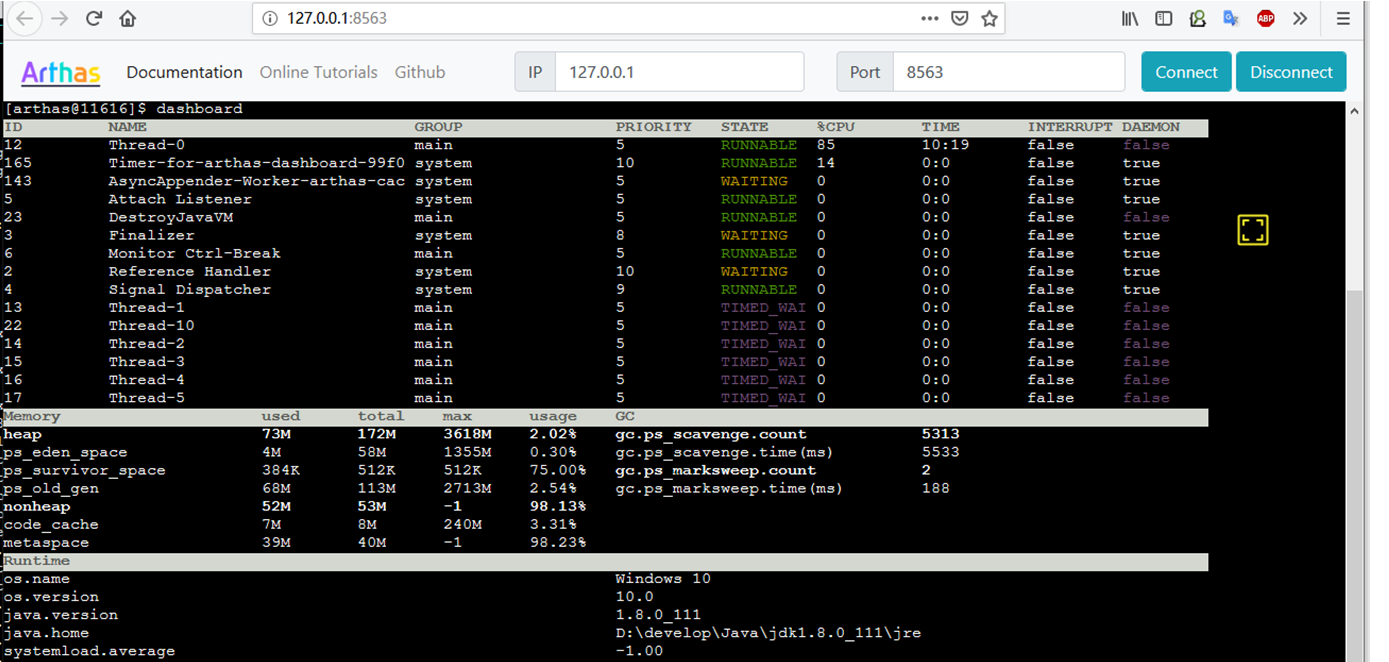 127.0.0.1:8563
Arthas Documentation Online Tutorials Github IP 127.0.0.1 Port 8563 Connect Disconnect
[arthas@11616]$ dashboard
ID NAME GROUP PRIORITY STATE %CPU TIME INTERRUPT DAEMON
12 Thread-0 main 5 RUNNABLE 85 10:19 false false
165 Timer-for-arthas-dashboard-99f0 system 10 RUNNABLE 14 0:0 false true
143 AsyncAppender-Worker-arthas-cac system 5 WAITING 0 0:0 false true
5 Attach Listener system 5 RUNNABLE 0 0:0 false true
23 DestroyJavaVM main 5 RUNNABLE 0 0:0 false false
3 Finalizer system 8 WAITING 0 0:0 false true
6 Monitor Ctrl-Break main 5 RUNNABLE 0 0:0 false true
2 Reference Handler system 10 WAITING 0 0:0 false true
4 Signal Dispatcher system 9 RUNNABLE 0 0:0 false true
13 Thread-1 main 5 TIMED_WAI 0 0:0 false false
22 Thread-10 main 5 TIMED_WAI 0 0:0 false false
14 Thread-2 main 5 TIMED_WAI 0 0:0 false false
15 Thread-3 main 5 TIMED_WAI 0 0:0 false false
16 Thread-4 main 5 TIMED_WAI 0 0:0 false false
17 Thread-5 main 5 TIMED_WAI 0 0:0 false false
Memory used total max usage GC
heap 73M 172M 3618M 2.02% gc.ps_scavenge.count 5313
ps_eden_space 4M 58M 1355M 0.30% gc.ps_scavenge.time(ms) 5533
ps_survivor_space 384K 512K 512K 75.00% gc.ps_marksweep.count 2
ps_old_gen 68M 113M 2713M 2.54% gc.ps_marksweep.time(ms) 188
nonheap 52M 53M -1 98.13%
code_cache 7M 8M 240M 3.31%
metaspace 39M 40M -1 98.23%
Runtime
os.name Windows 10
os.version 10.0
java.version 1.8.0_111
java.home D:\develop\Java\jdk1.8.0_111\jre
systemload.average -1.00